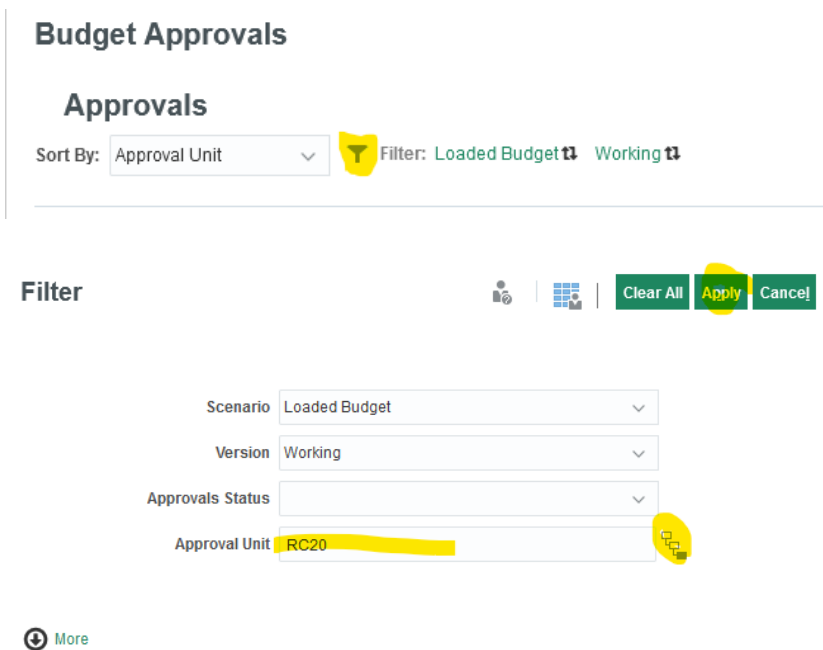 Budget Approvals
Approvals
Sort By: Approval Unit Filter: Loaded Budget Working
Filter Clear All Apply Cancel
Scenario Loaded Budget
Version Working
Approvals Status
Approval Unit RC20
More